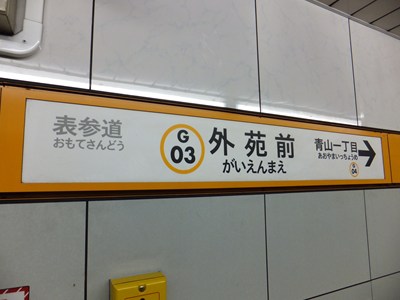 表参道
おもてさんどう
G
03
外苑前
がいえんまえ
青山一丁目
あおやまいっちょうめ
G
04